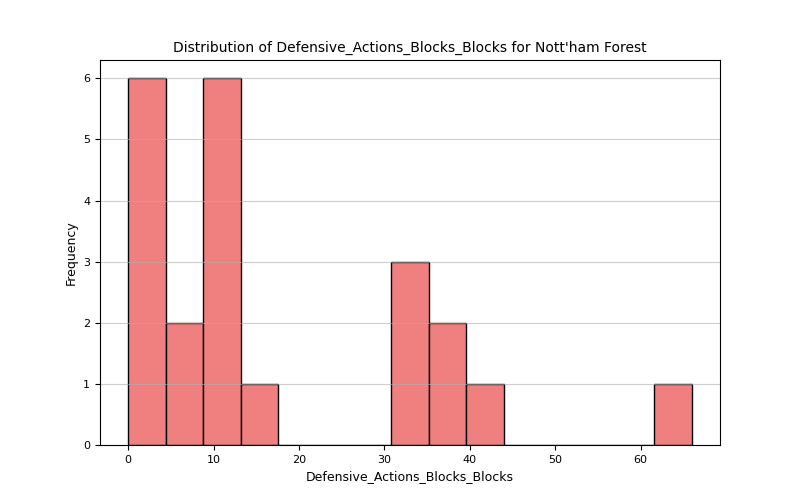 Distribution of Defensive_Actions_Blocks_Blocks for Nott'ham Forest
6
5
4
3
2
1
0
Frequency
0 10 20 30 40 50 60
Defensive_Actions_Blocks_Blocks